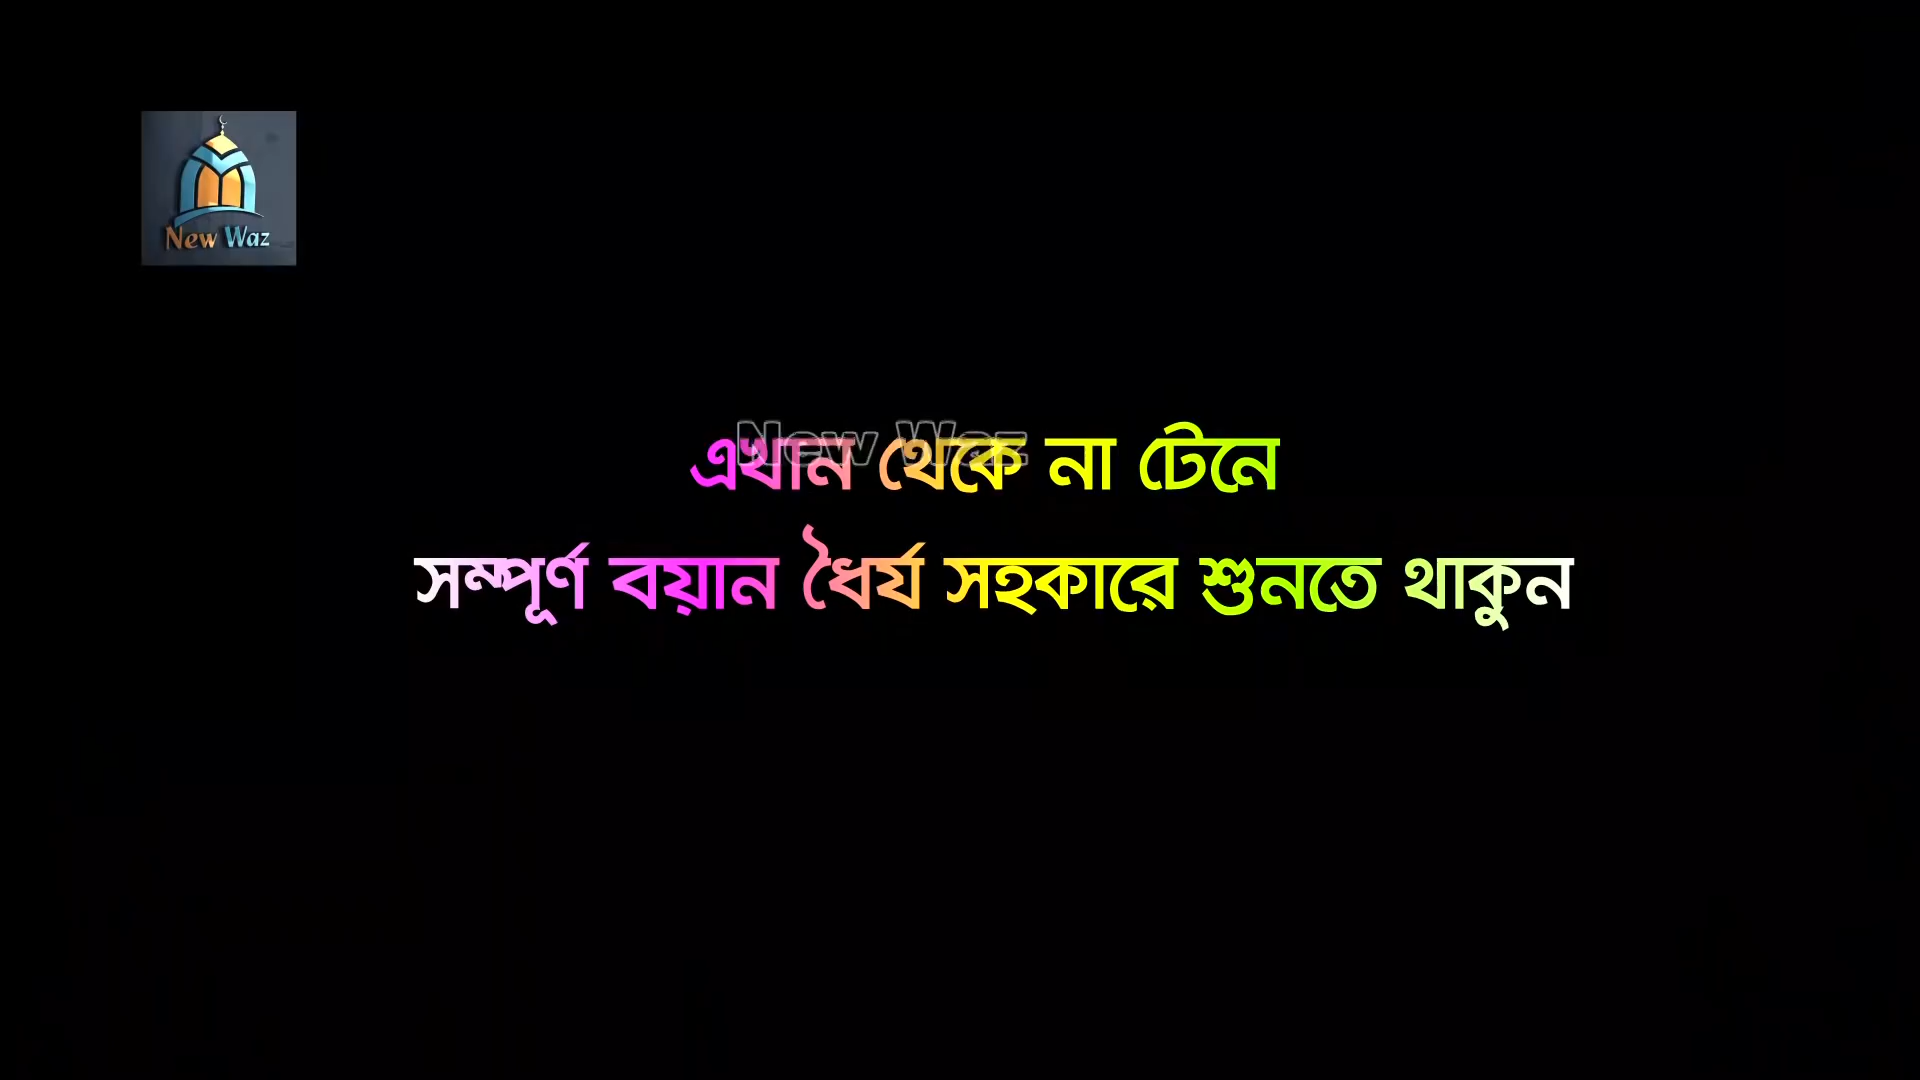 New Waz
New Waz
এখান থেকে না টেনে
সম্পূর্ণ বয়ান ধৈর্য সহকারে শুনতে থাকুন